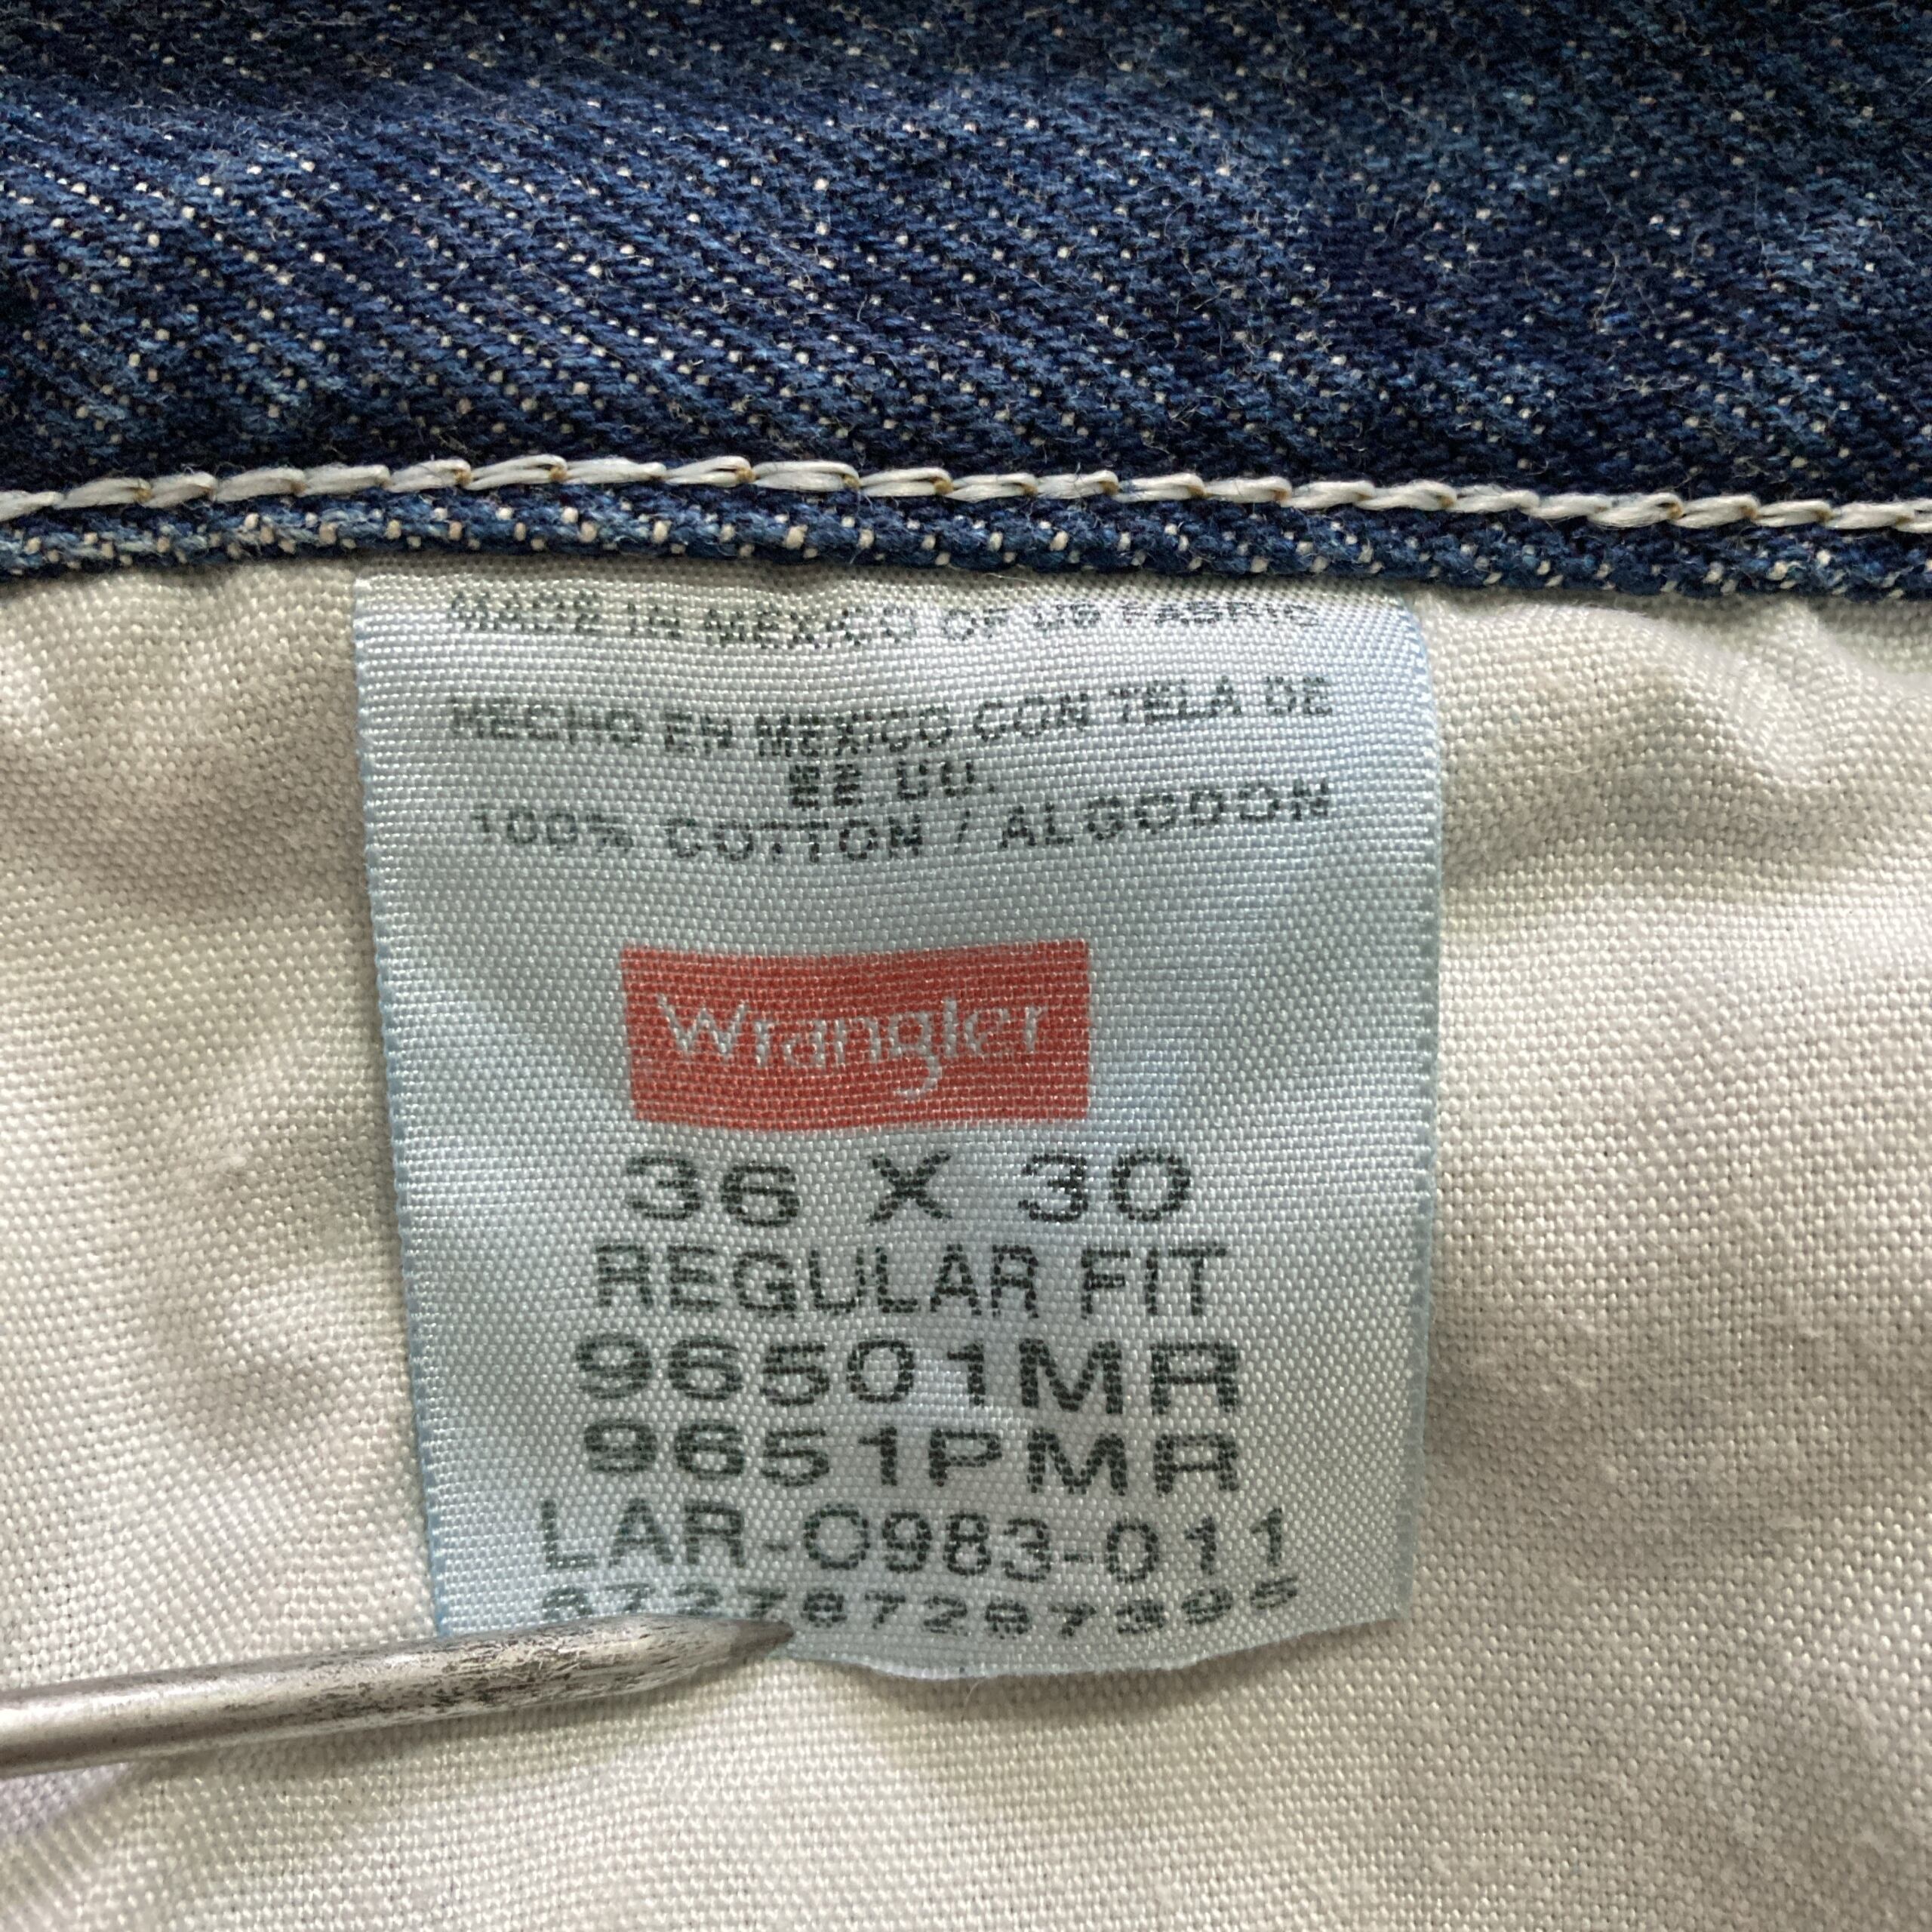 MADE IN MEXICO OF US FABRIC
HECHO EN MEXICO CON TELA DE
EE.UU.
100% COTTON / ALGODON
Wrangler
36 X 30
REGULAR FIT
96501MR
9651PMR
LAR-0983-011